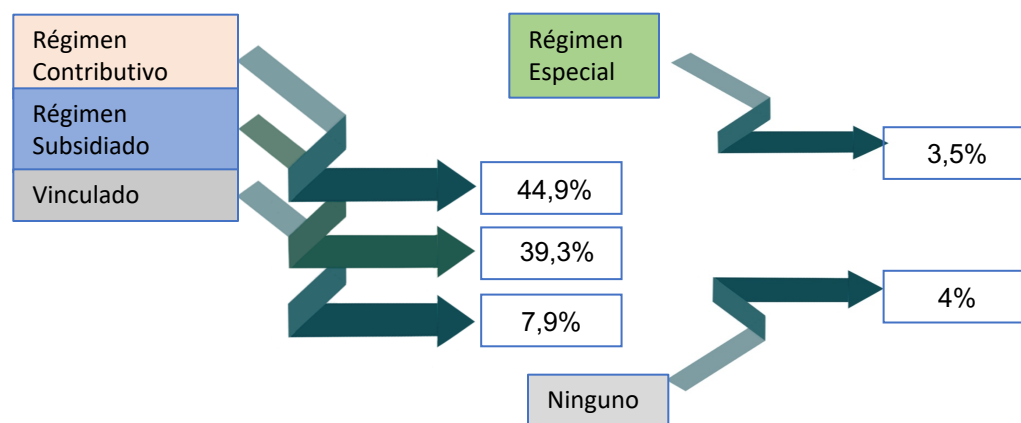 Régimen
Contributivo
Régimen
Subsidiado
Vinculado
44,9%
39,3%
7,9%
Régimen
Especial
3,5%
4%
Ninguno